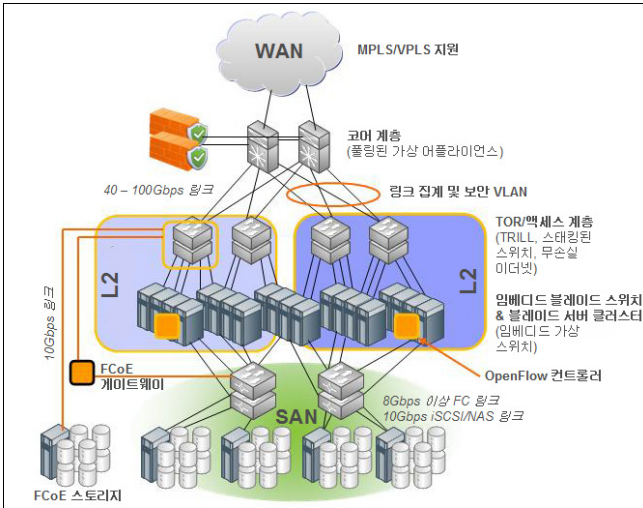 WAN
MPLS/VPLS 지원
코어 계층
(풀링된 가상 어플라이언스)
40 – 100Gbps 링크
링크 집계 및 보안 VLAN
TOR/액세스 계층
(TRILL, 스태킹된
스위치, 무손실
이더넷)
L2
L2
임베디드 블레이드 스위치
& 블레이드 서버 클러스터
(임베디드 가상
스위치)
10Gbps 링크
FCoE
게이트웨이
OpenFlow 컨트롤러
8Gbps 이상 FC 링크
10Gbps iSCSI/NAS 링크
SAN
FCoE 스토리지